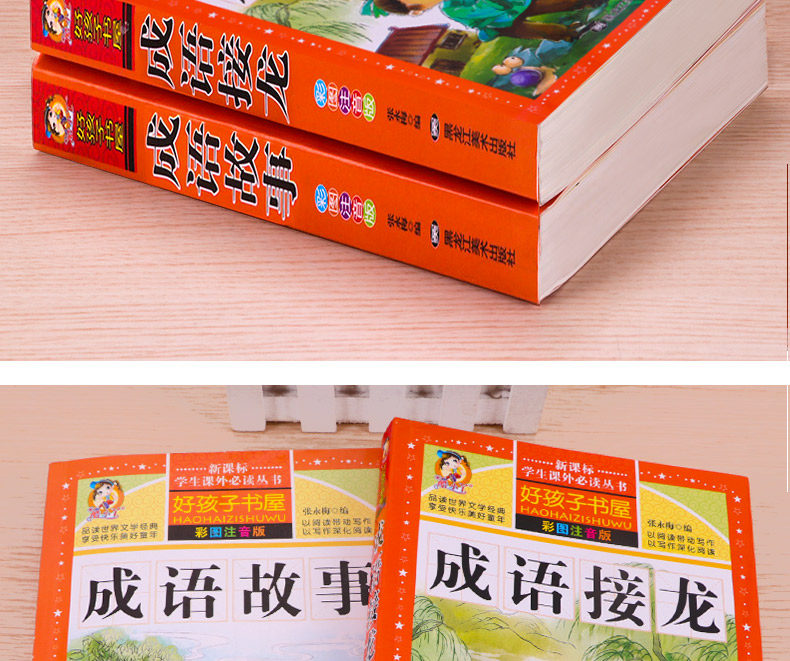 好孩子书屋
成语接龙
彩图注音版
张永梅 编
黑龙江美术出版社
好孩子书屋
成语故事
彩图注音版
张永梅 编
黑龙江美术出版社
新课标
学生课外必读丛书
好孩子书屋
HAOHAIZISHUWU
彩图注音版
品读世界文学经典
享受快乐美好童年
张永梅/编
以阅读带动写作
以写作深化阅读
成语故事
新课标
学生课外必读丛书
好孩子书屋
HAOHAIZISHUWU
彩图注音版
品读世界文学经典
享受快乐美好童年
张永梅/编
以阅读带动写作
以写作深化阅读
成语接龙